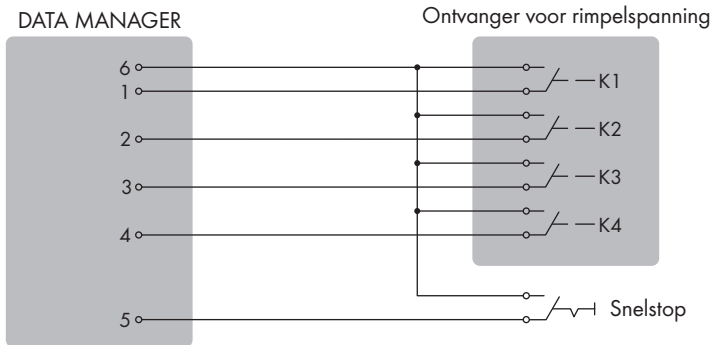 DATA MANAGER
Ontvanger voor rimpelspanning
6
1
K1
2
K2
3
K3
4
K4
5
Snelstop